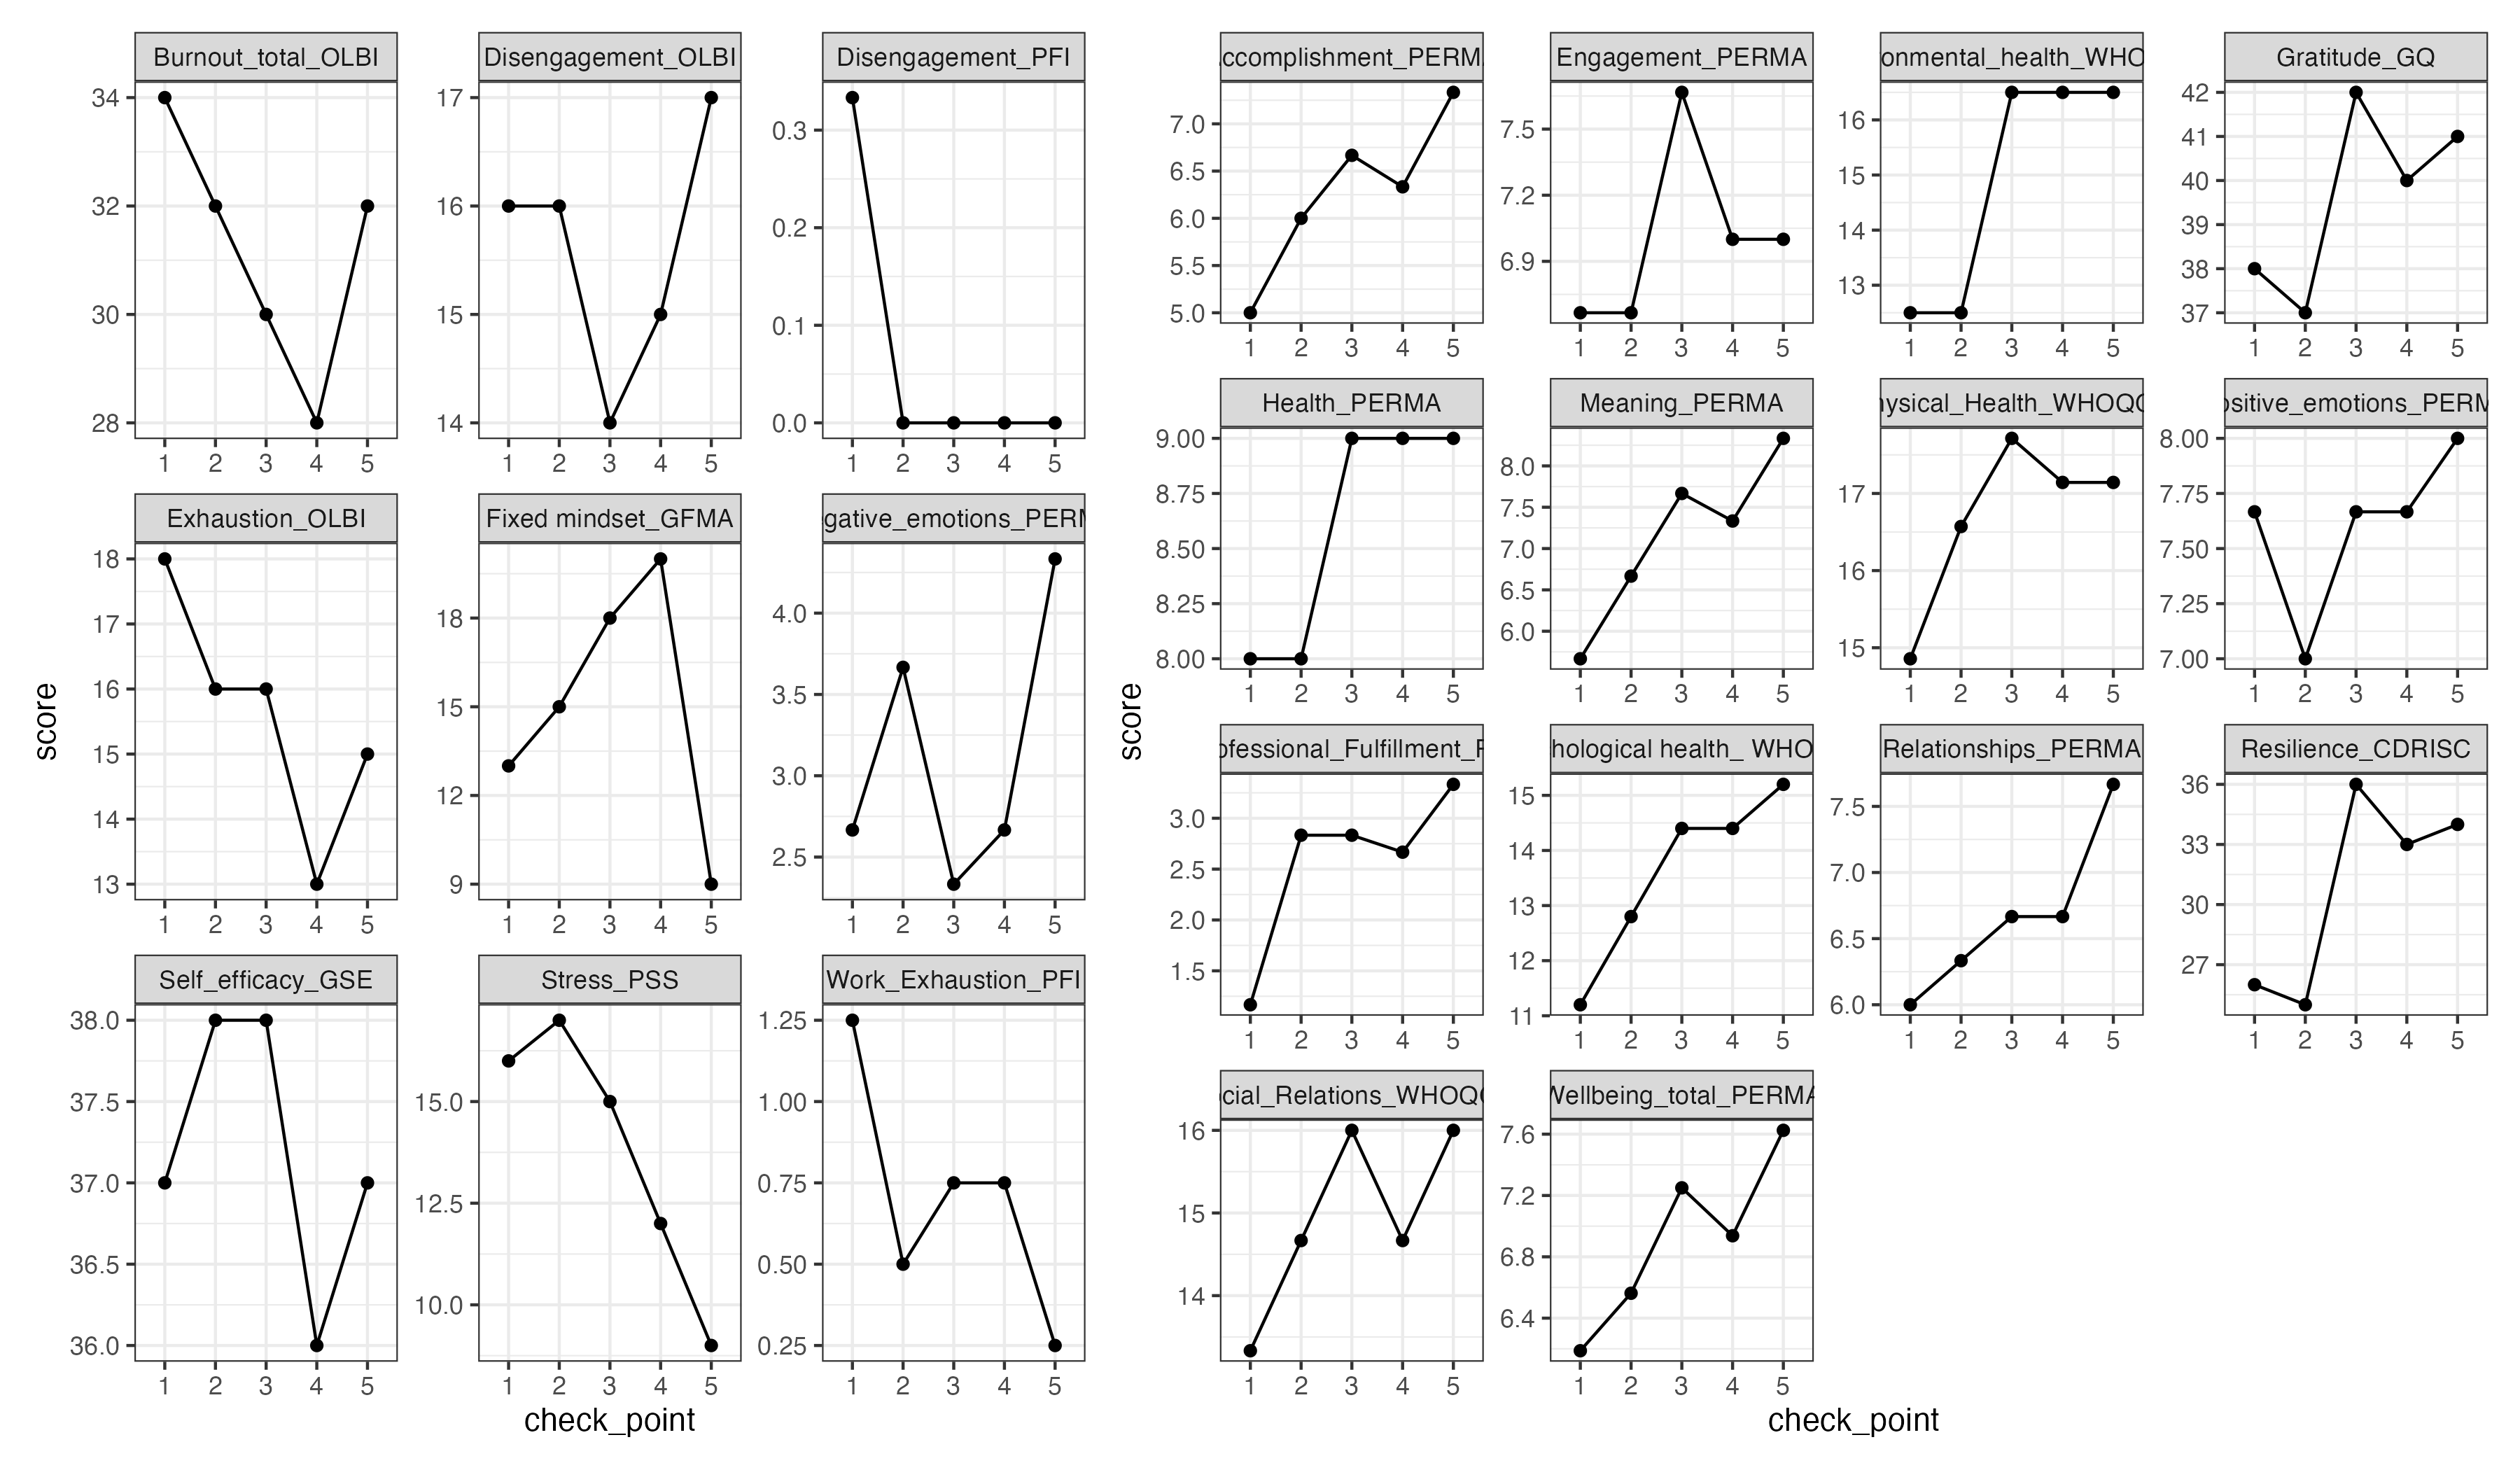 Burnout_total_OLBI
34
32
30
28
1 2 3 4 5
Disengagement_OLBI
17
16
15
14
1 2 3 4 5
Disengagement_PFI
0.3
0.2
0.1
0.0
1 2 3 4 5
Exhaustion_OLBI
18
17
16
15
14
13
1 2 3 4 5
Fixed mindset_GFMA
18
15
12
9
1 2 3 4 5
gative_emotions_PERM
4.0
3.5
3.0
2.5
1 2 3 4 5
Self_efficacy_GSE
38.0
37.5
37.0
36.5
36.0
1 2 3 4 5
Stress_PSS
15.0
12.5
10.0
1 2 3 4 5
Work_Exhaustion_PFI
1.25
1.00
0.75
0.50
0.25
1 2 3 4 5
score
check_point
ccomplishment_PERM
7.0
6.5
6.0
5.5
5.0
1 2 3 4 5
Engagement_PERMA
7.5
7.2
6.9
1 2 3 4 5
onmental_health_WHO
16
15
14
13
1 2 3 4 5
Gratitude_GQ
42
41
40
39
38
37
1 2 3 4 5
Health_PERMA
9.00
8.75
8.50
8.25
8.00
1 2 3 4 5
Meaning_PERMA
8.0
7.5
7.0
6.5
6.0
1 2 3 4 5
hysical_Health_WHOQO
17
16
15
1 2 3 4 5
ositive_emotions_PERM
8.00
7.75
7.50
7.25
7.00
1 2 3 4 5
ofessional_Fulfillment_P
3.0
2.5
2.0
1.5
1 2 3 4 5
hological health_ WHO
15
14
13
12
11
1 2 3 4 5
Relationships_PERMA
7.5
7.0
6.5
6.0
1 2 3 4 5
Resilience_CDRISC
36
33
30
27
1 2 3 4 5
cial_Relations_WHOQO
16
15
14
1 2 3 4 5
Wellbeing_total_PERMA
7.6
7.2
6.8
6.4
1 2 3 4 5
score
check_point